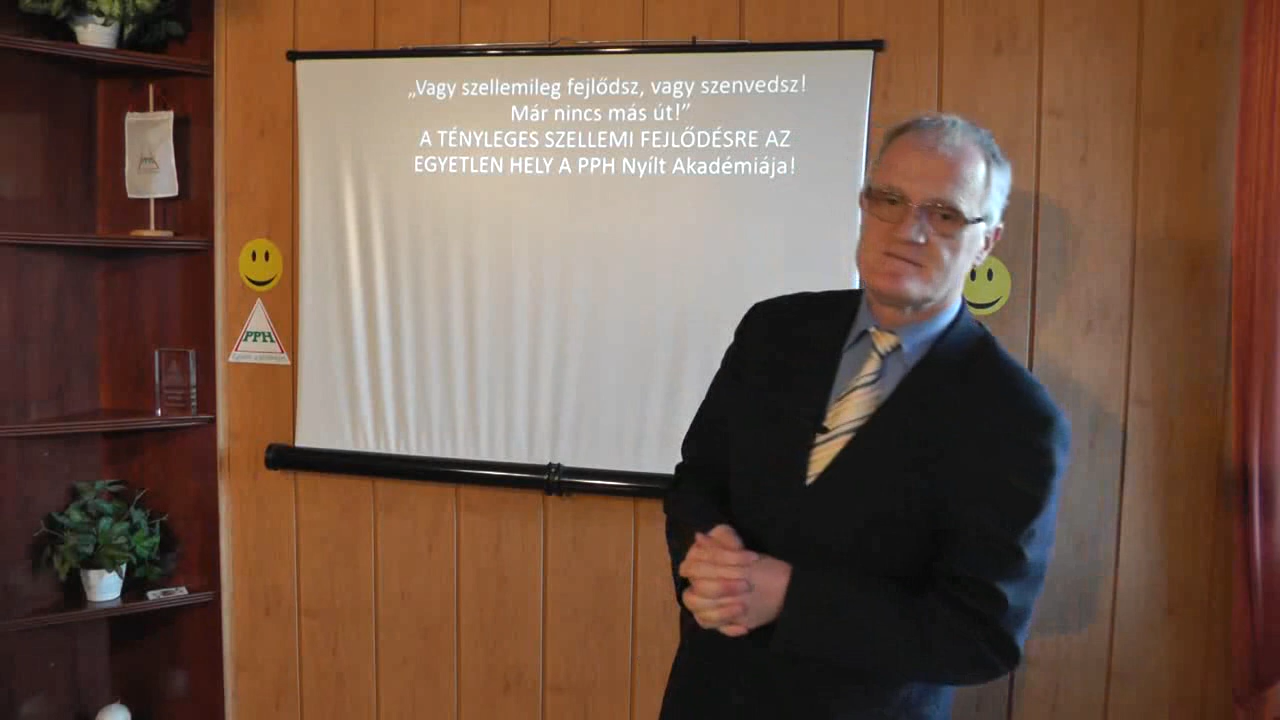 „Vagy szellemileg fejlődsz, vagy szenvedsz!
Már nincs más út!”
A TÉNYLEGES SZELLEMI FEJLŐDÉSRE AZ
EGYETLEN HELY A PPH Nyílt Akadémiája!
PPH
PPH